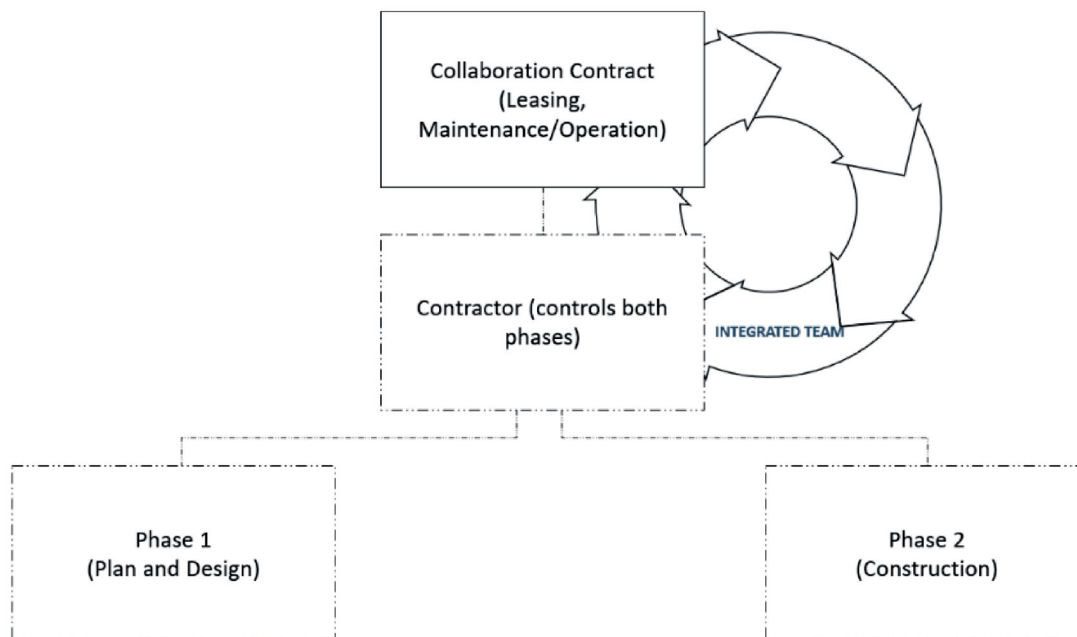 Collaboration Contract
(Leasing,
Maintenance/Operation)
Contractor (controls both
phases)
INTEGRATED TEAM
Phase 1
(Plan and Design)
Phase 2
(Construction)